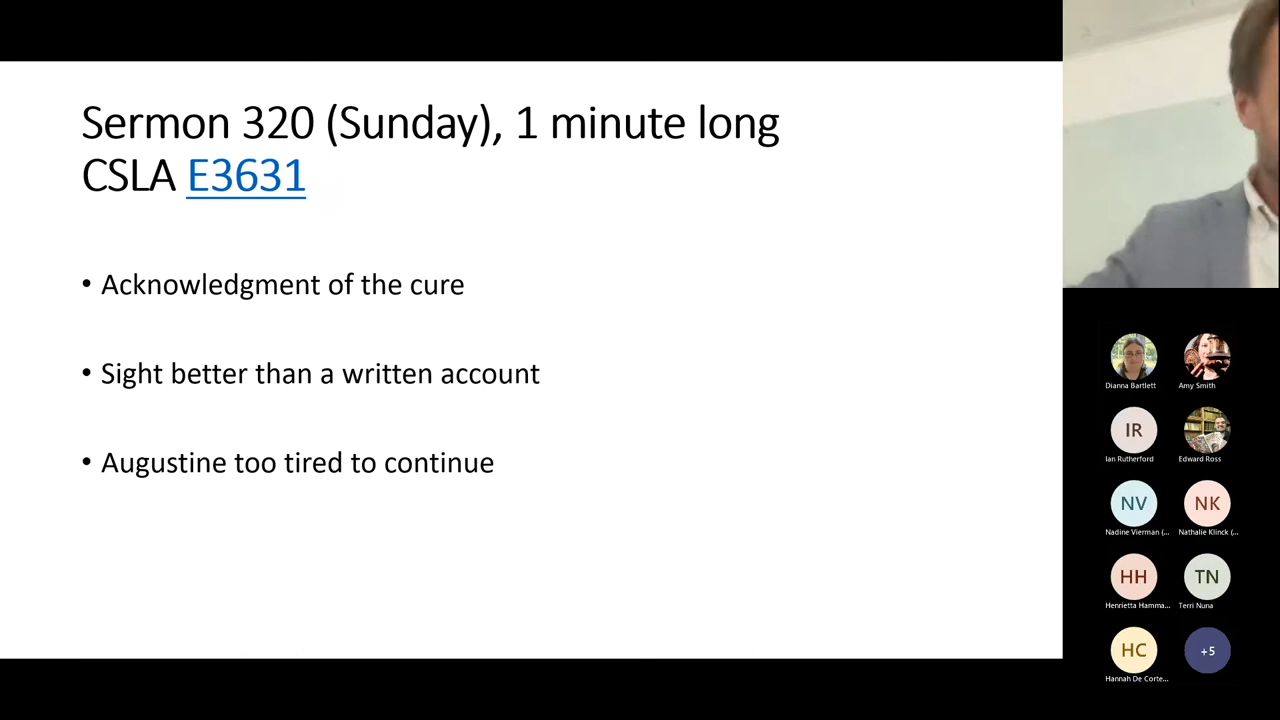 Sermon 320 (Sunday), 1 minute long
CSLA E3631
• Acknowledgment of the cure
• Sight better than a written account
• Augustine too tired to continue
Dianna Bartlett
Amy Smith
IR
Ian Rutherford
Edward Ross
NV
Nadine Vierman (...
NK
Nathalie Klinck (...
HH
Henrietta Hamma...
TN
Terri Nuna
HC
Hannah De Corte...
+5